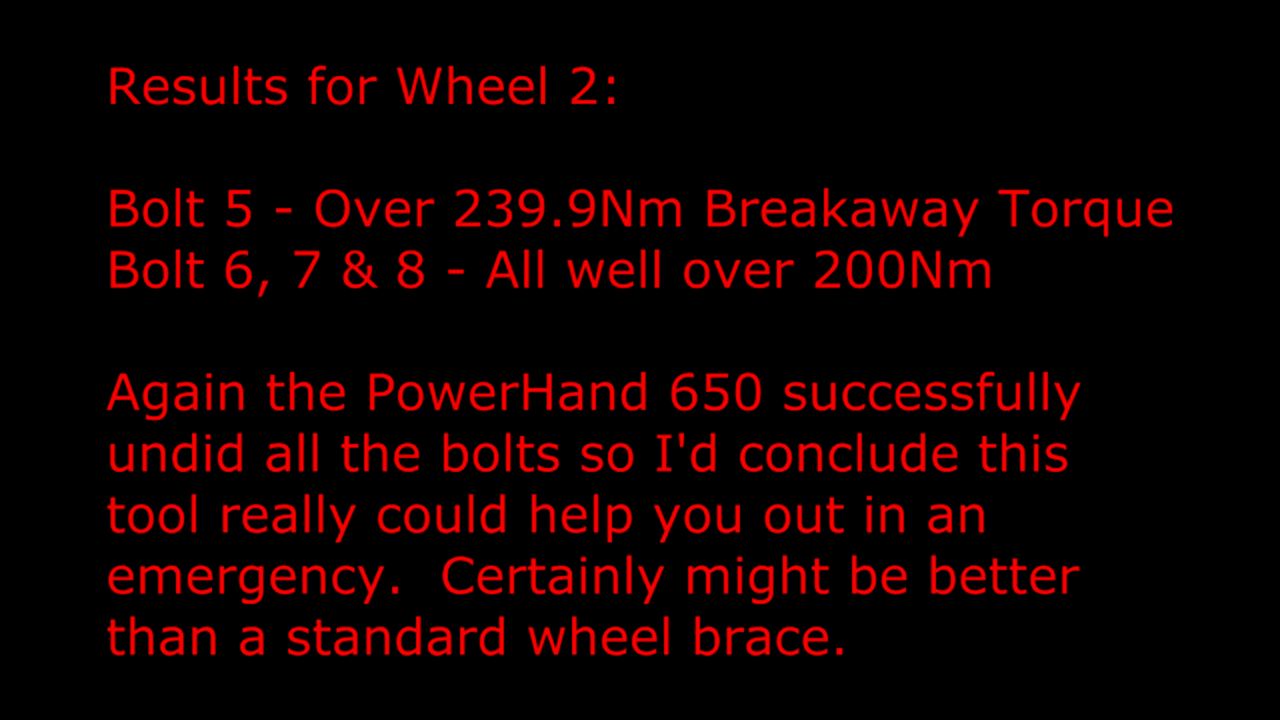 Results for Wheel 2:
Bolt 5 - Over 239.9Nm Breakaway Torque
Bolt 6, 7 & 8 - All well over 200Nm
Again the PowerHand 650 successfully
undid all the bolts so I'd conclude this
tool really could help you out in an
emergency.  Certainly might be better
than a standard wheel brace.